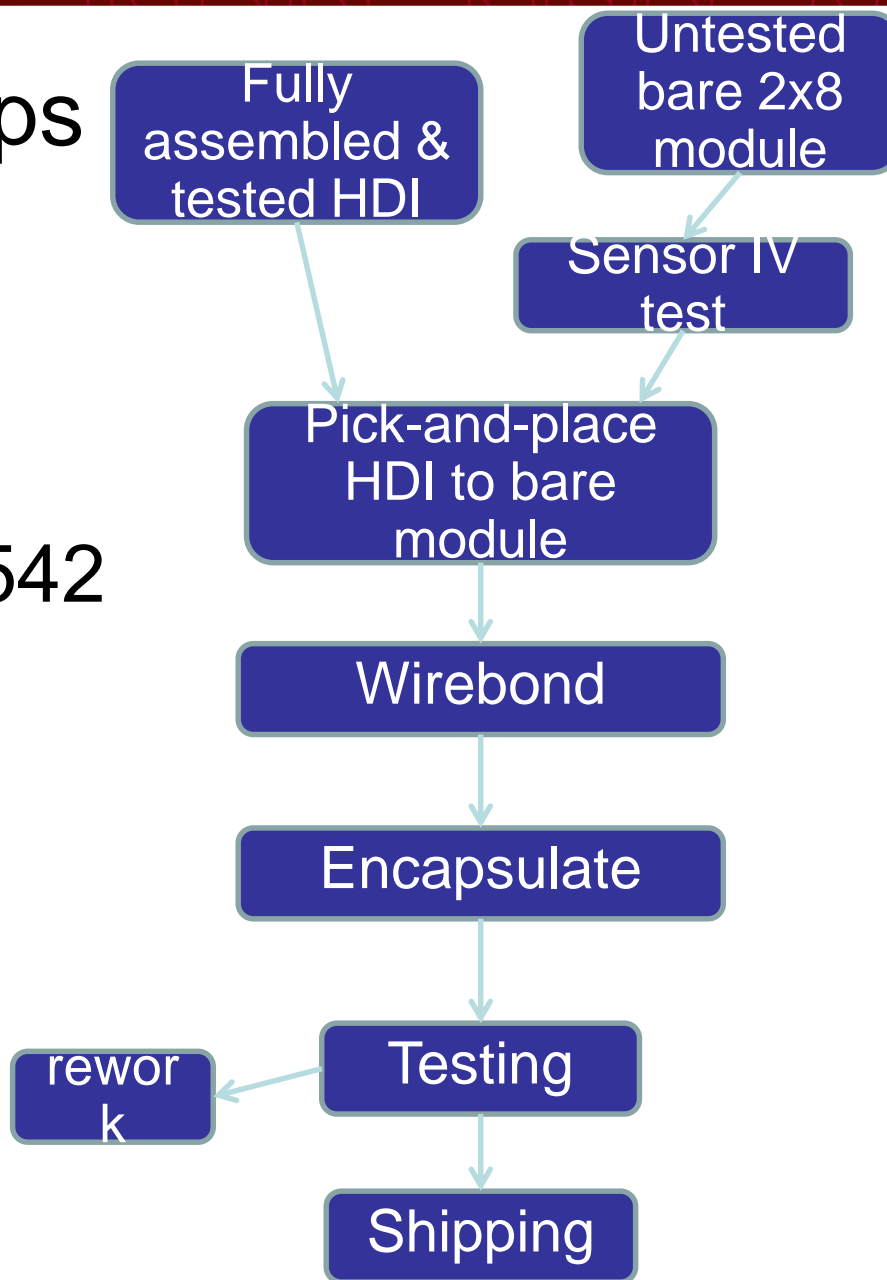 ps
542
Fully
assembled &
tested HDI
Untested
bare 2x8
module
Sensor IV
test
Pick-and-place
HDI to bare
module
Wirebond
Encapsulate
Testing
rewor
k
Shipping